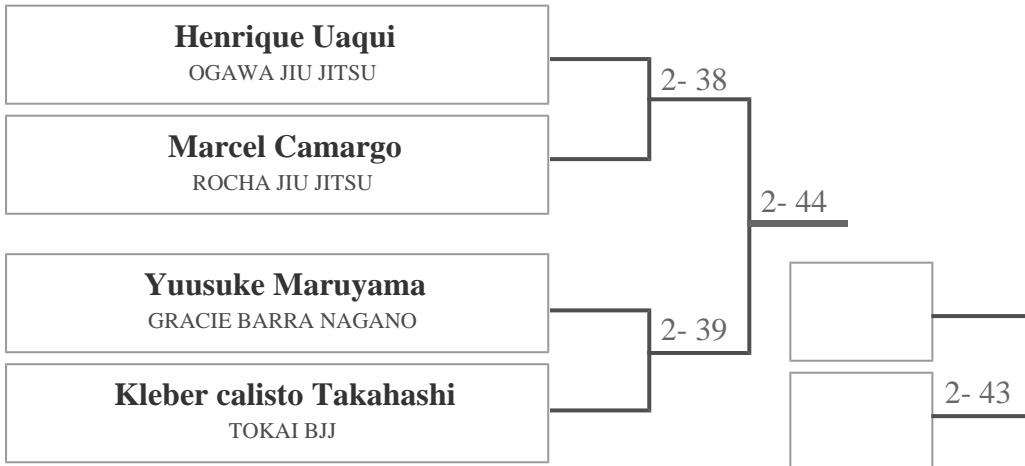 Henrique Uaqui
OGAWA JIU JITSU
2- 38
Marcel Camargo
ROCHA JIU JITSU
2- 44
Yuusuke Maruyama
GRACIE BARRA NAGANO
2- 39
Kleber calisto Takahashi
TOKAI BJJ
2- 43